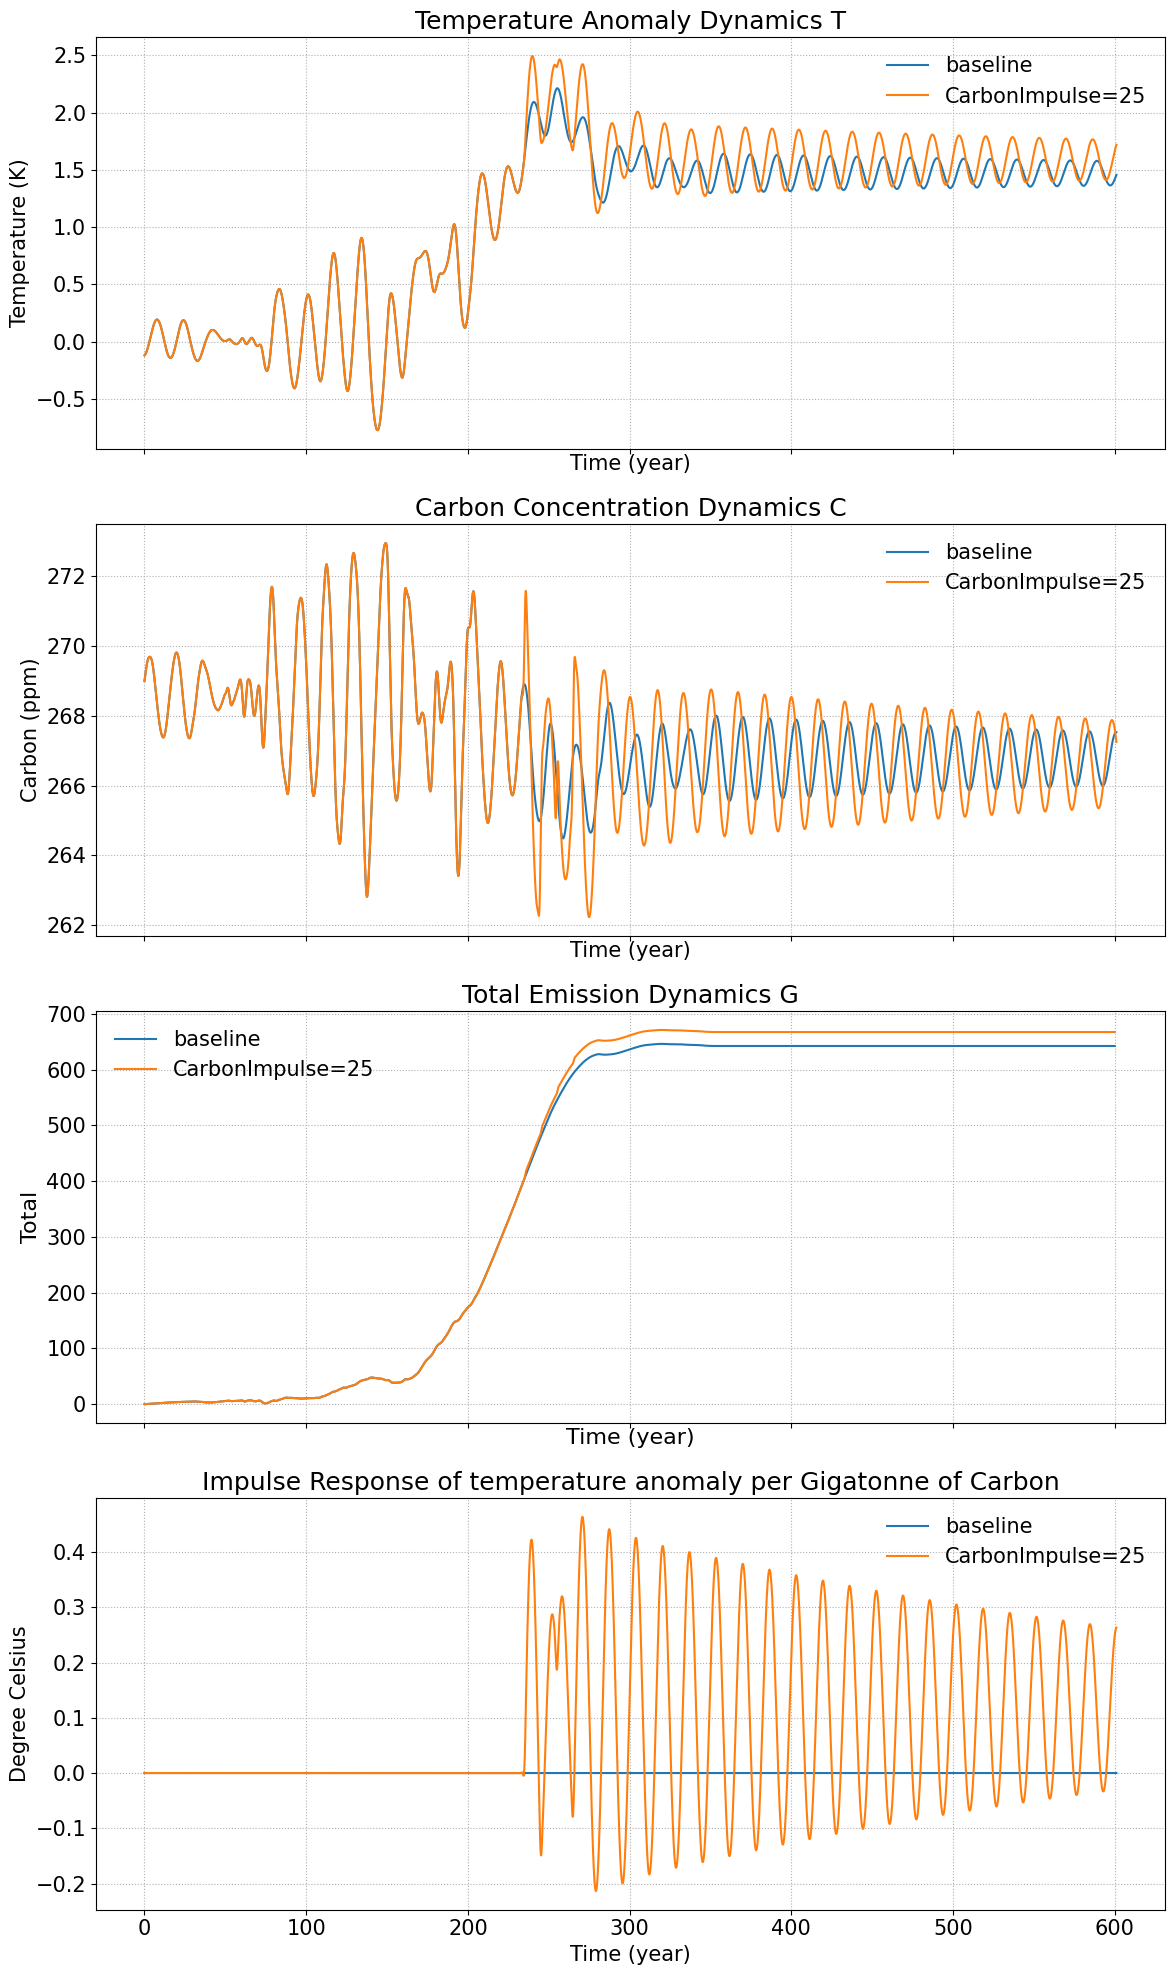 Temperature Anomaly Dynamics T
Temperature (K)
2.5
2.0
1.5
1.0
0.5
0.0
−0.5
baseline
CarbonImpulse=25
Time (year)
Carbon Concentration Dynamics C
Carbon (ppm)
272
270
268
266
264
262
baseline
CarbonImpulse=25
Time (year)
Total Emission Dynamics G
Total
700
600
500
400
300
200
100
0
baseline
CarbonImpulse=25
Time (year)
Impulse Response of temperature anomaly per Gigatonne of Carbon
Degree Celsius
0.4
0.3
0.2
0.1
0.0
−0.1
−0.2
baseline
CarbonImpulse=25
0 100 200 300 400 500 600
Time (year)